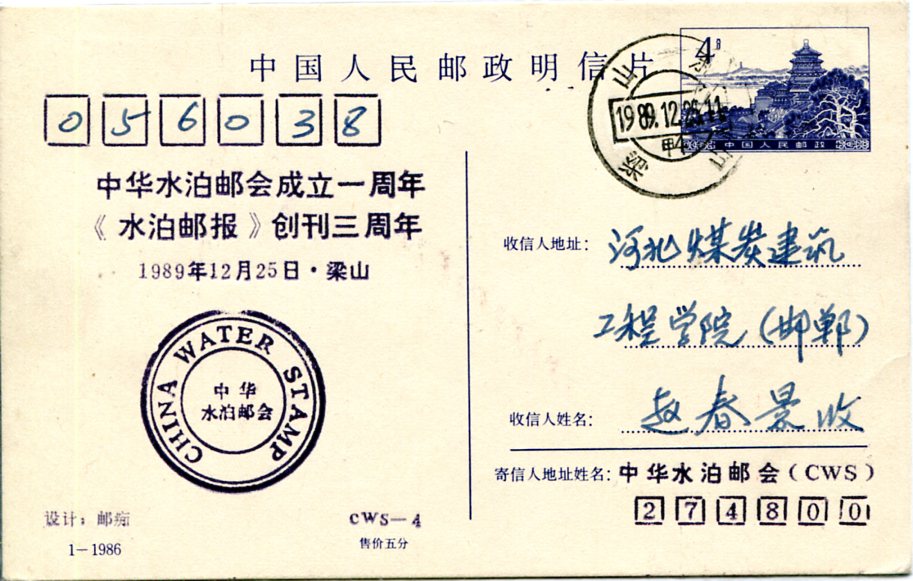 中国人民邮政明信片
4分
中国人民邮政
山东
1989.12.25.11
甲
梁山
056038
中华水泊邮会成立一周年
《水泊邮报》创刊三周年
1989年12月25日·梁山
CHINA WATER STAMP
中华
水泊邮会
设计：邮痴
1－1986
CWS－4
售价五分
收信人地址：河北煤炭建筑
工程学院（邯郸）
收信人姓名：赵春景收
寄信人地址姓名：中华水泊邮会（CWS）
274800